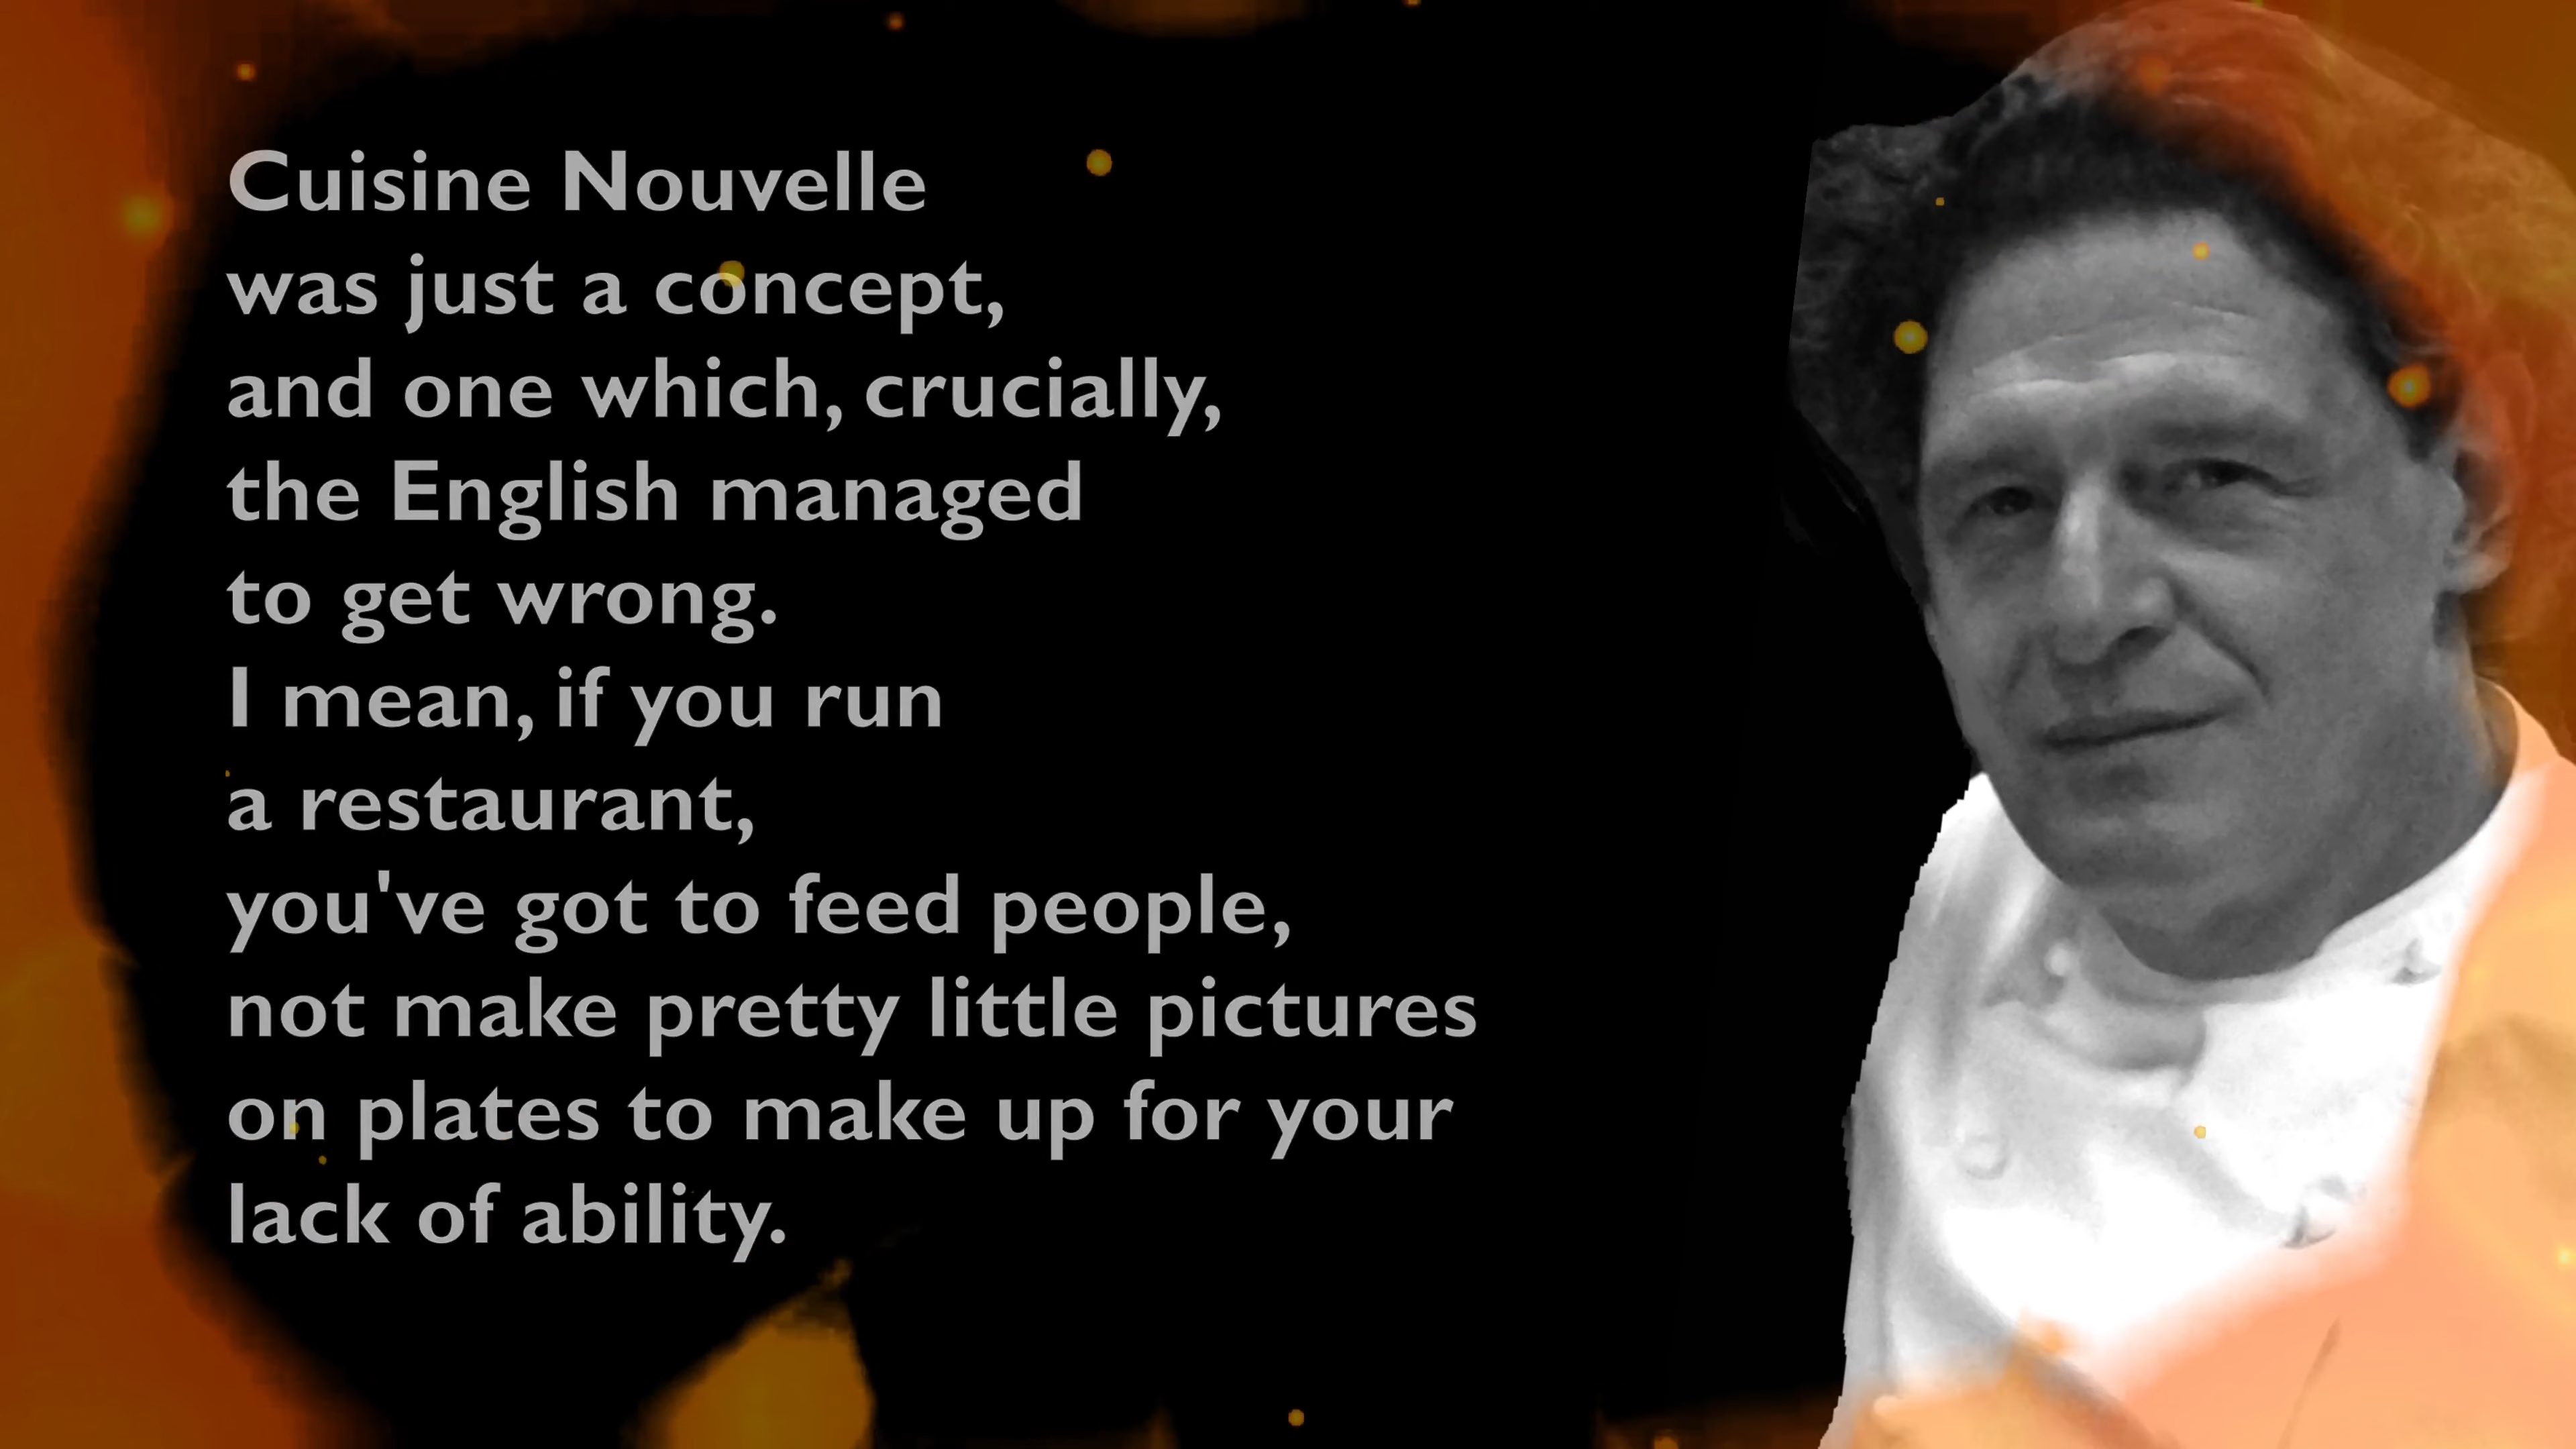 Cuisine Nouvelle
was just a concept,
and one which, crucially,
the English managed
to get wrong.
I mean, if you run
a restaurant,
you've got to feed people,
not make pretty little pictures
on plates to make up for your
lack of ability.